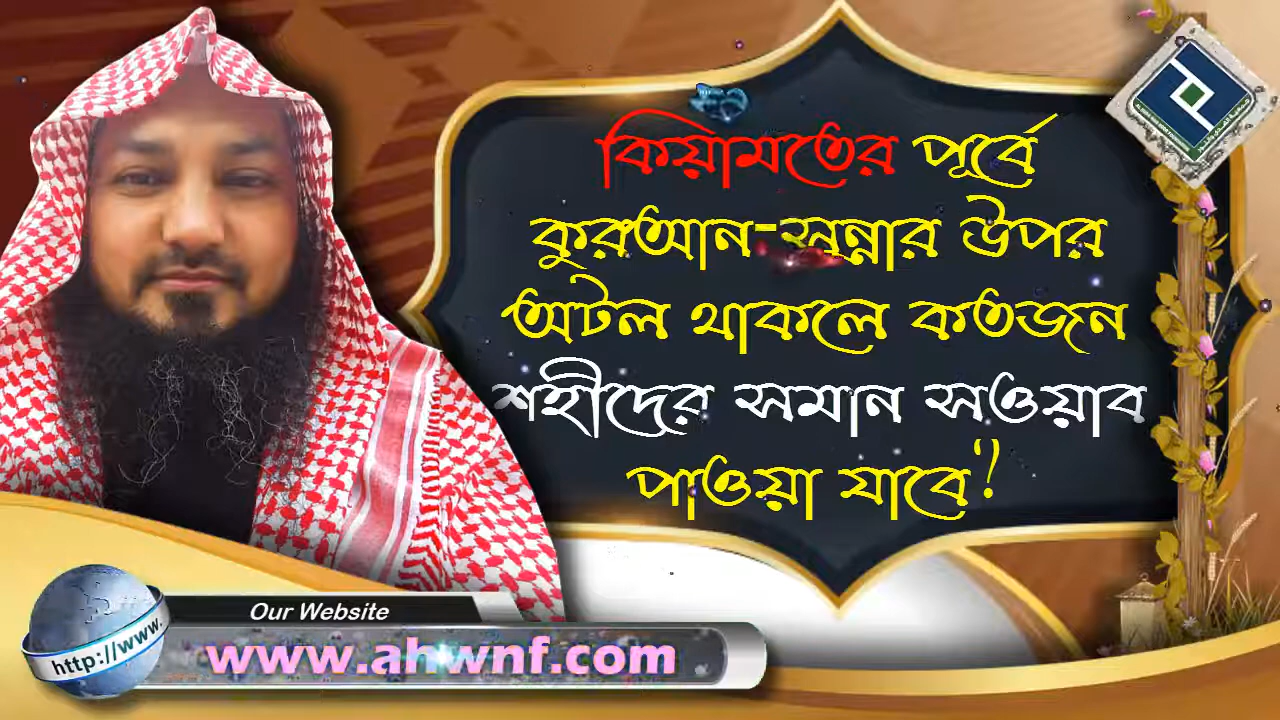 কিয়ামতের পূর্বে
কুরআন-সুন্নার উপর
অটল থাকলে কতজন
শহীদের সমান সওয়াব
পাওয়া যাবে?
Our Website
http://www.
www.ahwnf.com